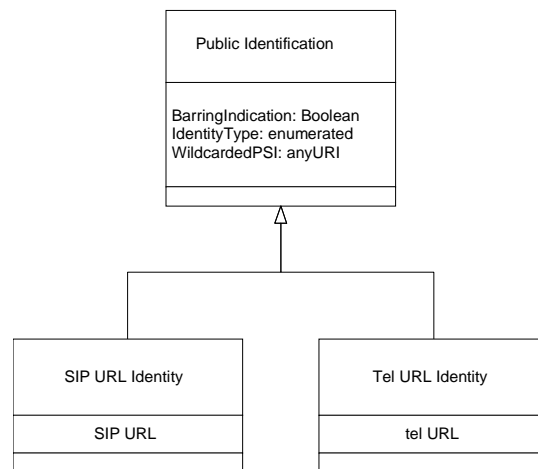 Public Identification
BarringIndication: Boolean
IdentityType: enumerated
WildcardedPSI: anyURI
SIP URL Identity
Tel URL Identity
SIP URL
tel URL